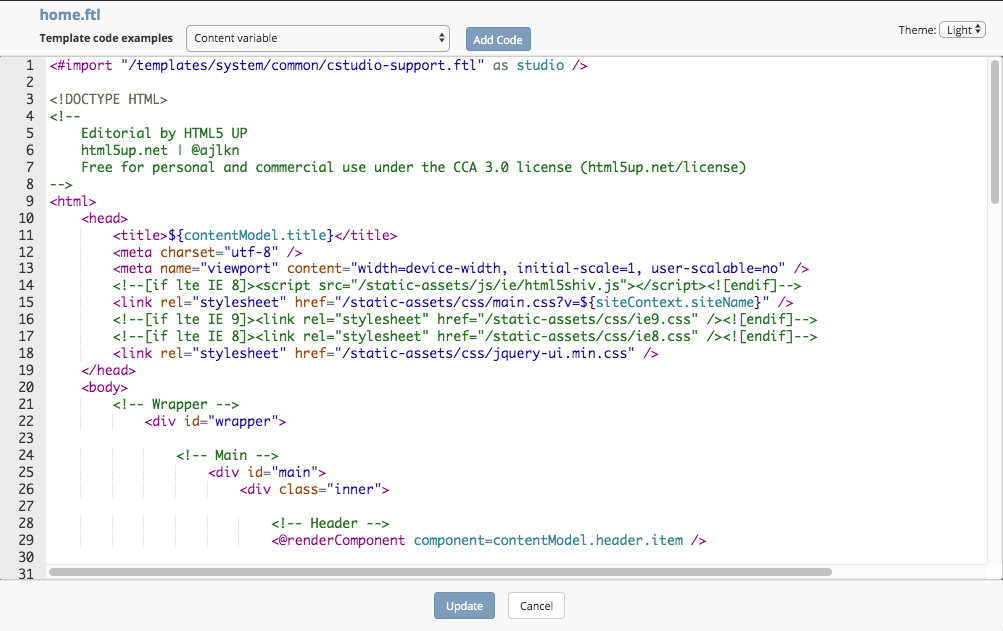 home.ftl
Template code examples Content variable Add Code Theme: Light
1 <#import "/templates/system/common/cstudio-support.ftl" as studio />
2
3 <!DOCTYPE HTML>
4 <!--
5 Editorial by HTML5 UP
6 html5up.net | @ajlkn
7 Free for personal and commercial use under the CCA 3.0 license (html5up.net/license)
8 -->
9 <html>
10 <head>
11 <title>${contentModel.title}</title>
12 <meta charset="utf-8" />
13 <meta name="viewport" content="width=device-width, initial-scale=1, user-scalable=no" />
14 <!--[if lte IE 8]><script src="/static-assets/js/ie/html5shiv.js"></script><![endif]-->
15 <link rel="stylesheet" href="/static-assets/css/main.css?v=${siteContext.siteName}" />
16 <!--[if lte IE 9]><link rel="stylesheet" href="/static-assets/css/ie9.css" /><![endif]-->
17 <!--[if lte IE 8]><link rel="stylesheet" href="/static-assets/css/ie8.css" /><![endif]-->
18 <link rel="stylesheet" href="/static-assets/css/jquery-ui.min.css" />
19 </head>
20 <body>
21 <!-- Wrapper -->
22 <div id="wrapper">
23
24 <!-- Main -->
25 <div id="main">
26 <div class="inner">
27
28 <!-- Header -->
29 <@renderComponent component=contentModel.header.item />
30
31
Update Cancel